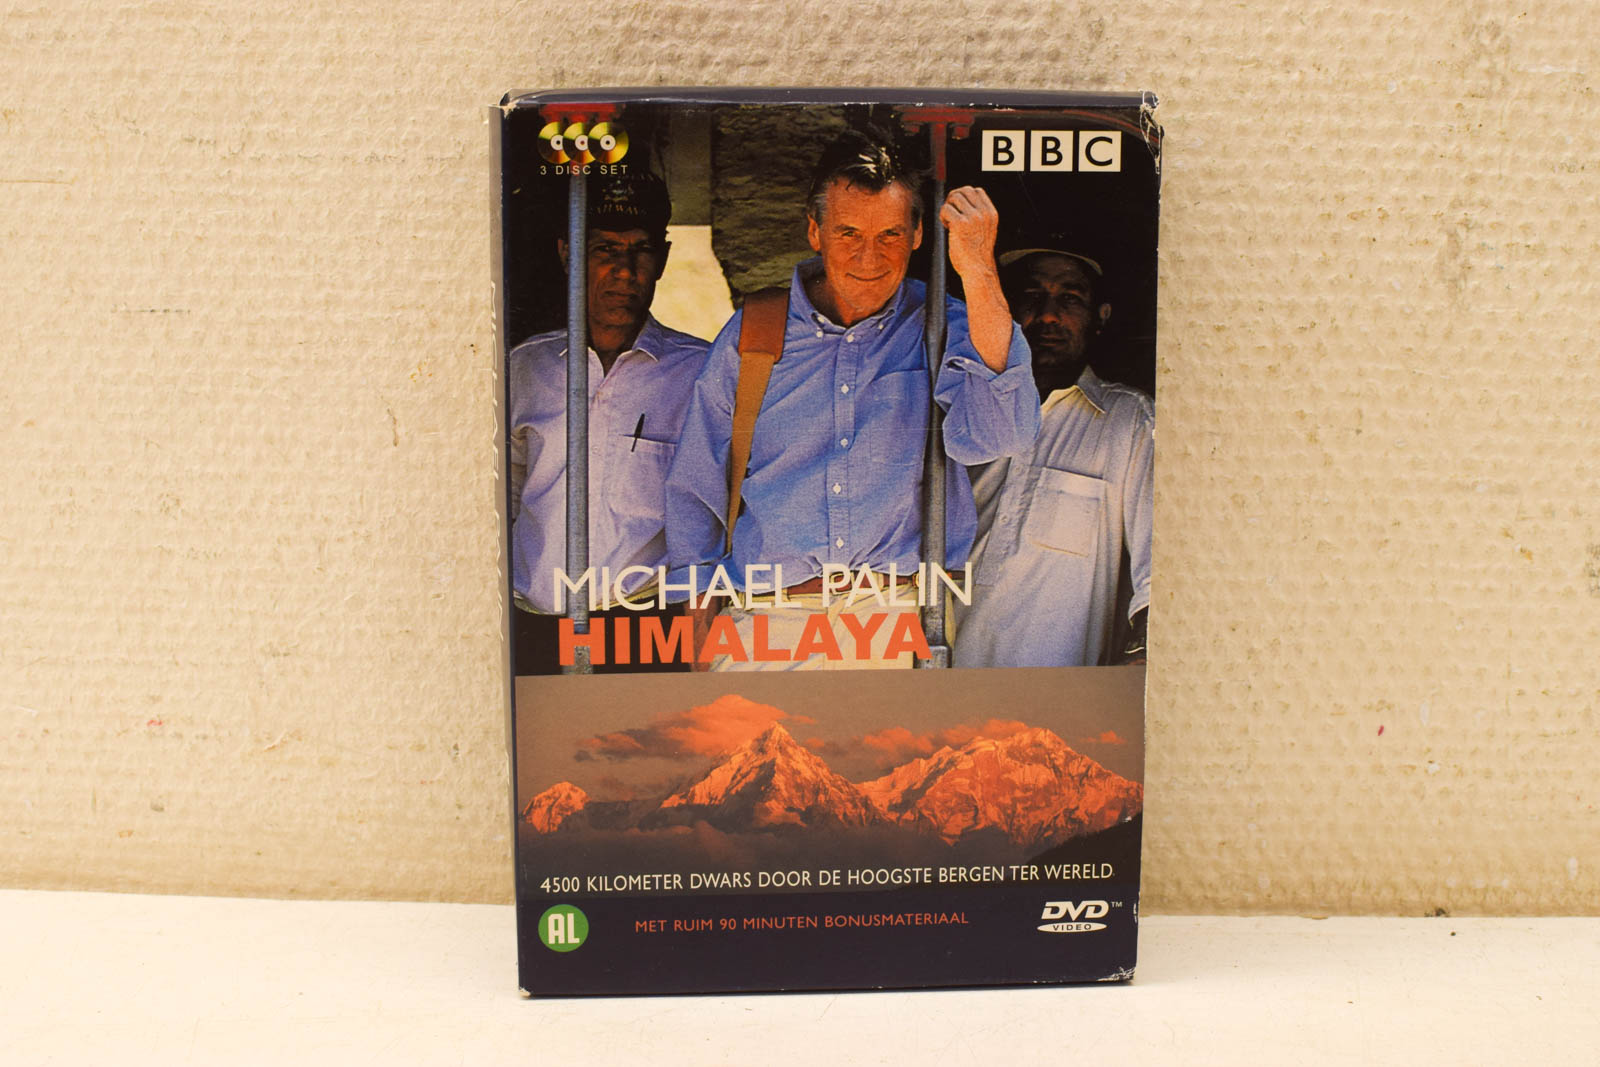 3 DISC SET
BBC
MICHAEL PALIN
HIMALAYA
4500 KILOMETER DWARS DOOR DE HOOGSTE BERGEN TER WERELD
AL
MET RUIM 90 MINUTEN BONUSMATERIAAL
DVD™
VIDEO